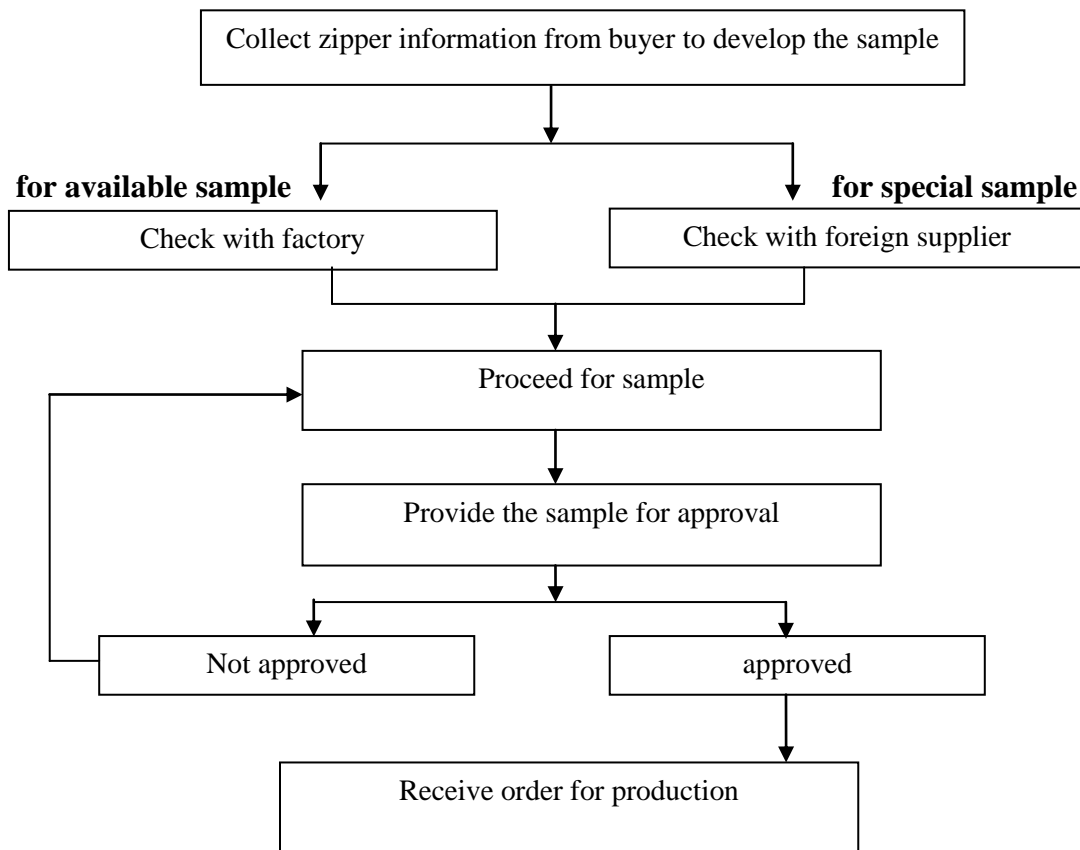 Collect zipper information from buyer to develop the sample
for available sample
for special sample
Check with factory
Check with foreign supplier
Proceed for sample
Provide the sample for approval
Not approved
approved
Receive order for production